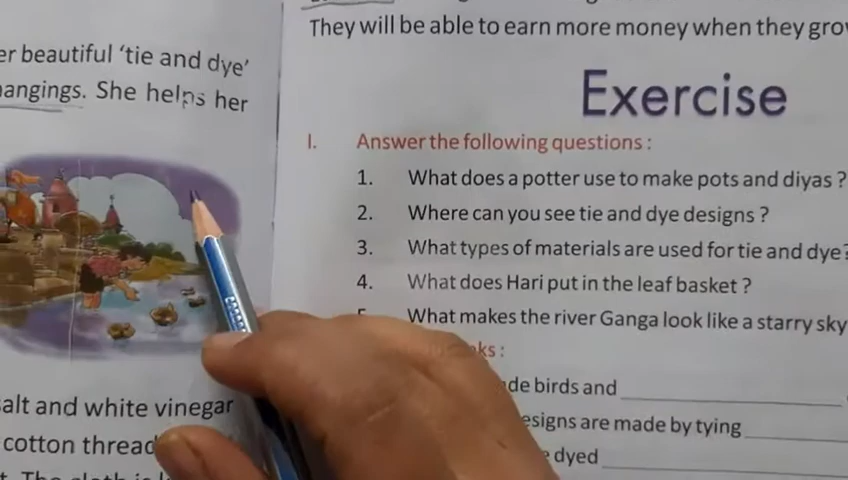 er beautiful ‘tie and dye’
hangings. She helps her
salt and white vinegar
cotton thread
They will be able to earn more money when they grow
Exercise
I. Answer the following questions :
1. What does a potter use to make pots and diyas ?
2. Where can you see tie and dye designs ?
3. What types of materials are used for tie and dye?
4. What does Hari put in the leaf basket ?
5. What makes the river Ganga look like a starry sky
de birds and
esigns are made by tying
dyed